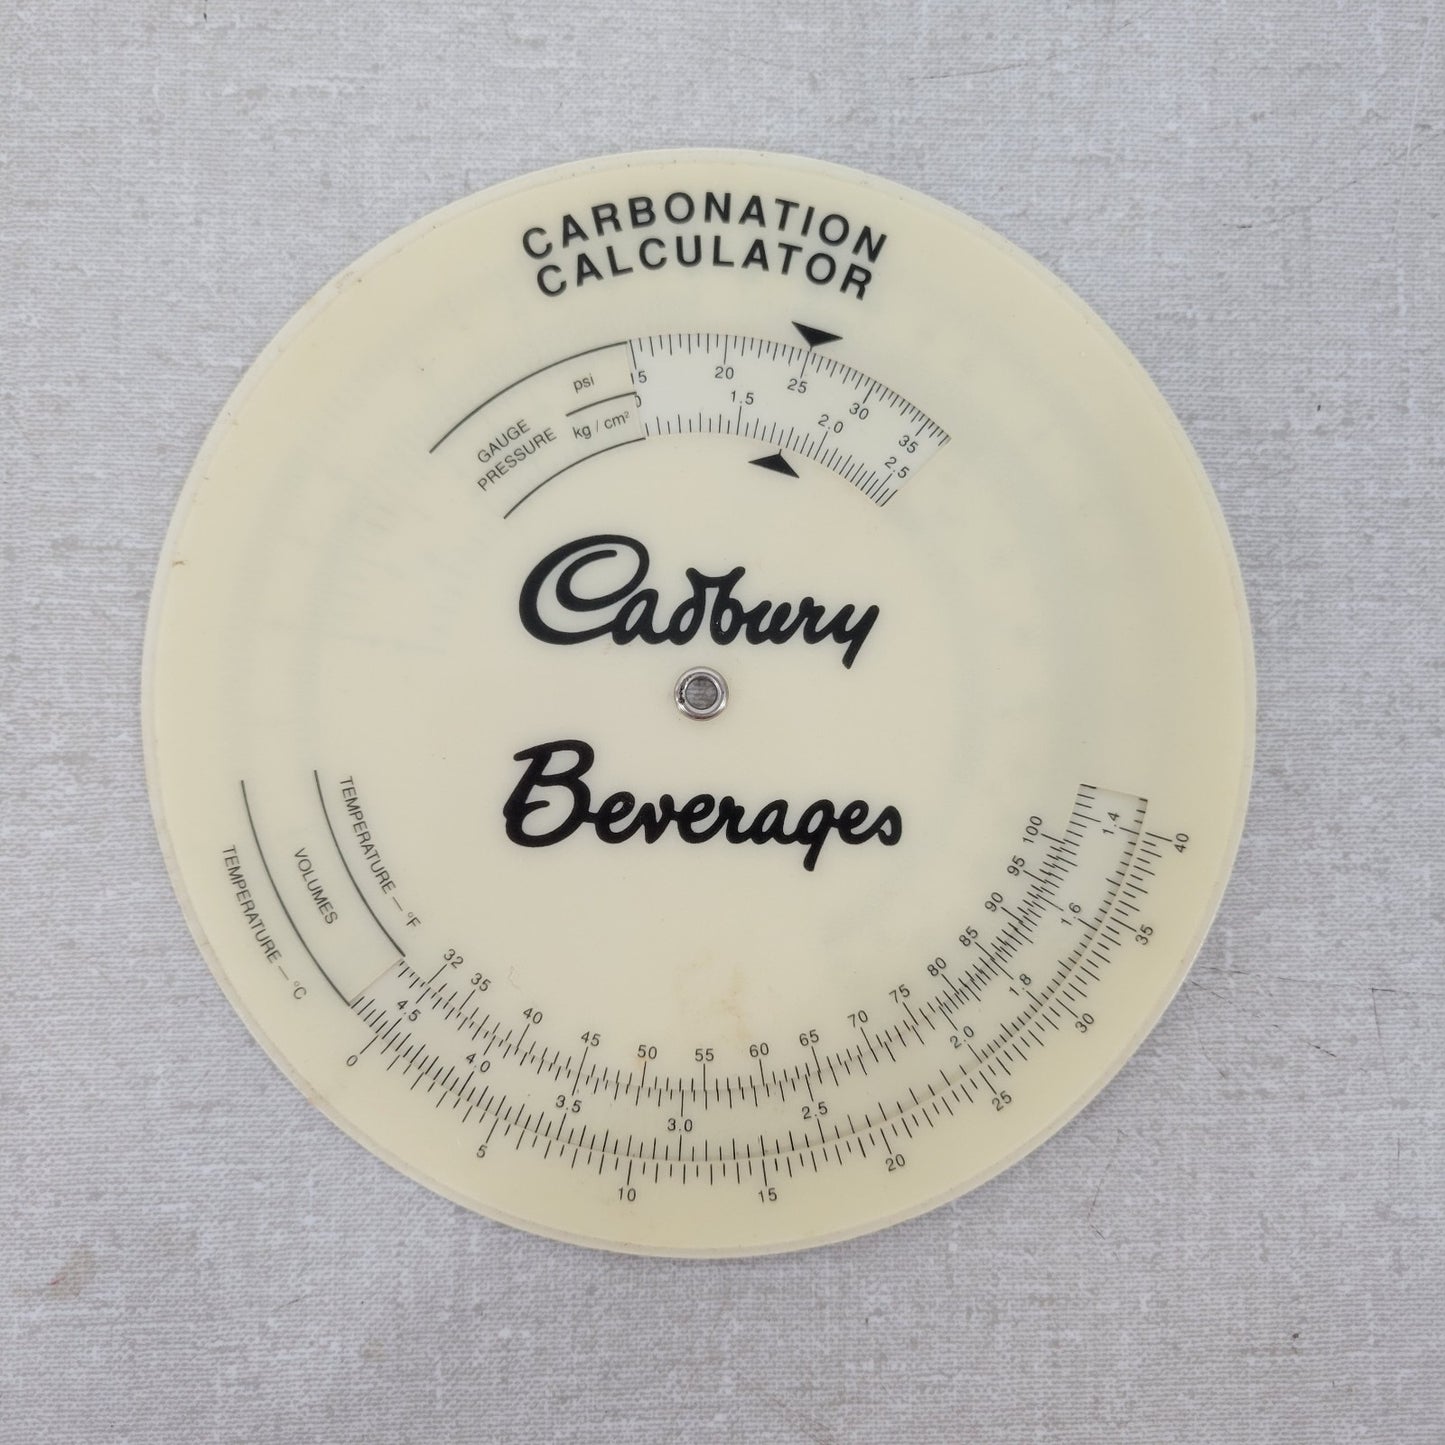 CARBONATION
CALCULATOR
psi
GAUGE
PRESSURE
kg / cm²
5 20 25 30 35
0 1.5 2.0 2.5
Cadbury
Beverages
TEMPERATURE — °F
32 35 40 45 50 55 60 65 70 75 80 85 90 95 100
VOLUMES
4.5 4.0 3.5 3.0 2.5 2.0 1.8 1.6 1.4
TEMPERATURE — °C
0 5 10 15 20 25 30 35 40